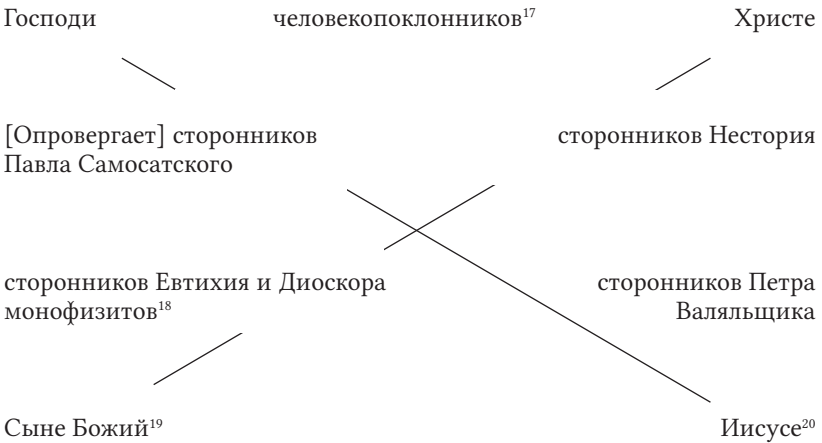 Господи человекопоклонников¹⁷ Христе
[Опровергает] сторонников
Павла Самосатского
сторонников Нестория
сторонников Евтихия и Диоскора
монофизитов¹⁸
сторонников Петра
Валяльщика
Сыне Божий¹⁹ Иисусе²⁰